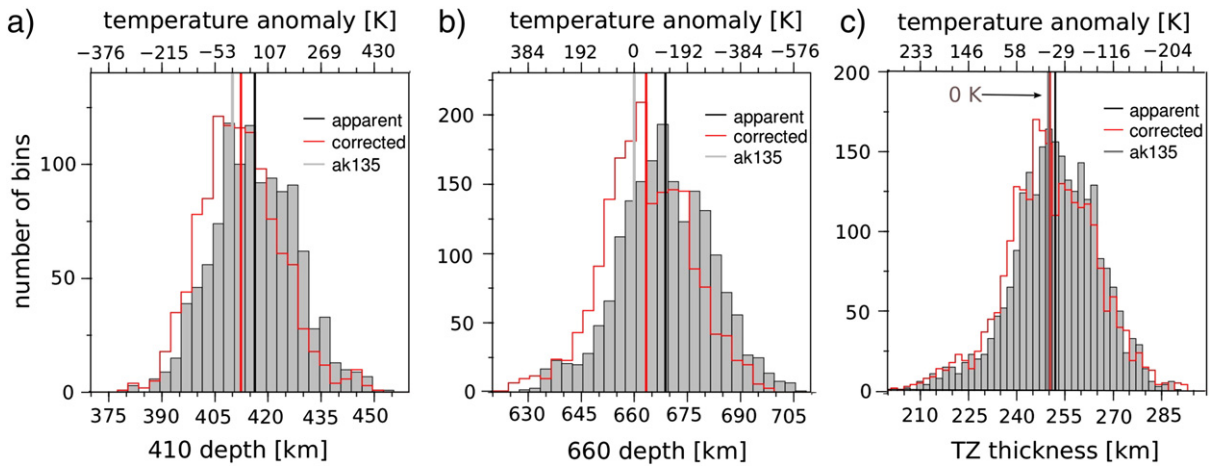 a)
temperature anomaly [K]
−376 −215 −53 107 269 430
number of bins
100
50
0
apparent
corrected
ak135
375 390 405 420 435 450
410 depth [km]
b)
temperature anomaly [K]
384 192 0 −192 −384 −576
200
150
100
50
0
apparent
corrected
ak135
630 645 660 675 690 705
660 depth [km]
c)
temperature anomaly [K]
233 146 58 −29 −116 −204
200
150
100
50
0
0 K
apparent
corrected
ak135
210 225 240 255 270 285
TZ thickness [km]